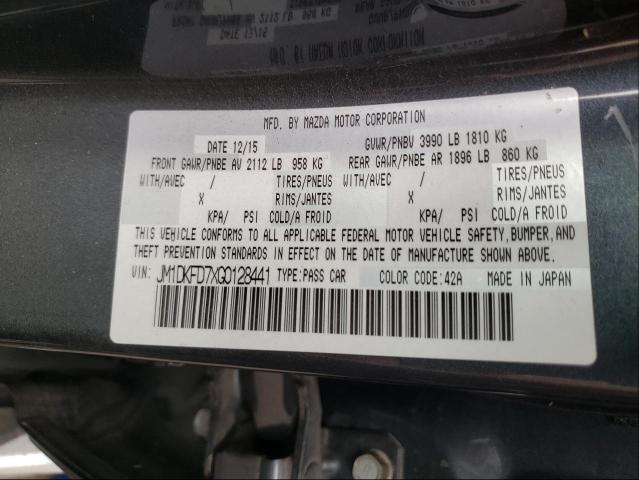 MFD. BY MAZDA MOTOR CORPORATION
DATE 12/15 GVWR/PNBV 3990 LB 1810 KG
FRONT GAWR/PNBE AV 2112 LB 958 KG REAR GAWR/PNBE AR 1896 LB 860 KG
WITH/AVEC / TIRES/PNEUS WITH/AVEC / TIRES/PNEUS
X RIMS/JANTES X RIMS/JANTES
KPA/ PSI COLD/A FROID KPA/ PSI COLD/A FROID
THIS VEHICLE CONFORMS TO ALL APPLICABLE FEDERAL MOTOR VEHICLE SAFETY, BUMPER, AND
THEFT PREVENTION STANDARDS IN EFFECT ON THE DATE OF MANUFACTURE SHOWN ABOVE.
VIN: JM1DKFD7XG0128441 TYPE:PASS CAR COLOR CODE:42A MADE IN JAPAN